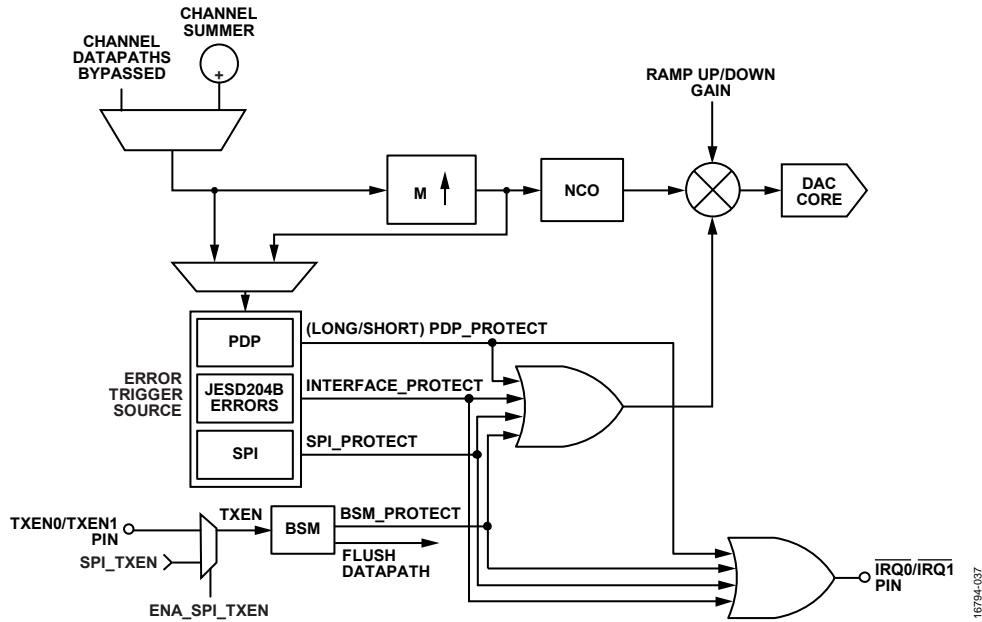 CHANNEL
DATAPATHS
BYPASSED
CHANNEL
SUMMER
+
RAMP UP/DOWN
GAIN
M
NCO
DAC
CORE
ERROR
TRIGGER
SOURCE
PDP
JESD204B
ERRORS
SPI
(LONG/SHORT) PDP_PROTECT
INTERFACE_PROTECT
SPI_PROTECT
TXEN0/TXEN1
PIN
SPI_TXEN
ENA_SPI_TXEN
TXEN
BSM
BSM_PROTECT
FLUSH
DATAPATH
IRQ0/IRQ1
PIN
16794-037